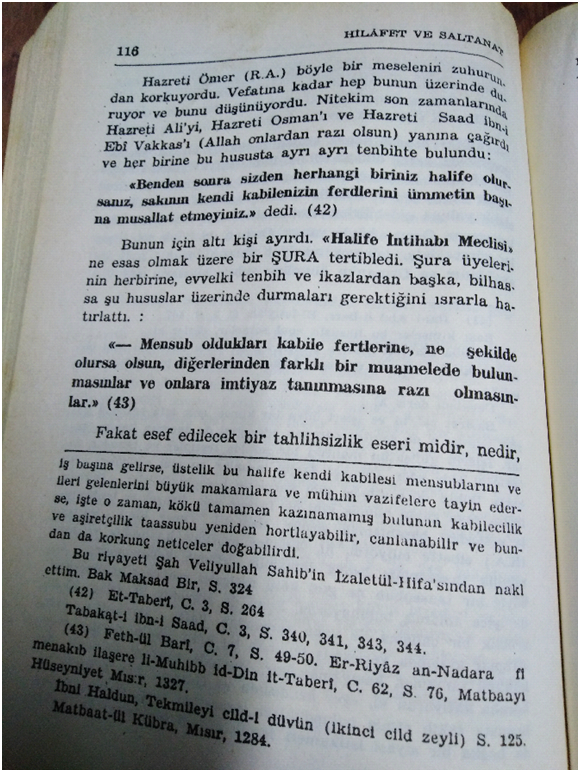 116
HİLÂFET VE SALTANAT
Hazreti Ömer (R.A.) böyle bir meselenin zuhurun-
dan korkuyordu. Vefatına kadar hep bunun üzerinde du-
ruyor ve bunu düşünüyordu. Nitekim son zamanlarında
Hazreti Ali'yi, Hazreti Osman'ı ve Hazreti Saad ibn-i
Ebî Vakkas'ı (Allah onlardan razı olsun) yanına çağırdı
ve her birine bu hususta ayrı ayrı tenbihte bulundu:
«Benden sonra sizden herhangi biriniz halife olur-
sanız, sakının kendi kabilenizin ferdlerini ümmetin başı-
na musallat etmeyiniz.» dedi. (42)
Bunun için altı kişi ayırdı. «Halife İntihabı Meclisi»
ne esas olmak üzere bir ŞURA tertibledi. Şura üyeleri-
nin herbirine, evvelki tenbih ve ikazlardan başka, bilhas-
sa şu hususlar üzerinde durmaları gerektiğini ısrarla ha-
tırlattı. :
«— Mensub oldukları kabile fertlerine, ne şekilde
olursa olsun, diğerlerinden farklı bir muamelede bulun-
masınlar ve onlara imtiyaz tanınmasına razı olmasın-
lar.» (43)
Fakat esef edilecek bir tahlihsizlik eseri midir, nedir,
iş başına gelirse, üstelik bu halife kendi kabilesi mensublarını ve
ileri gelenlerini büyük makamlara ve mühim vazifelere tayin eder-
se, işte o zaman, kökü tamamen kazınamamış bulunan kabilecilik
ve aşiretçilik taassubu yeniden hortlayabilir, canlanabilir ve bun-
dan da korkunç neticeler doğabilirdi.
Bu rivayeti Şah Veliyullah Sahib'in İzaletül-Hifa'sından nakl
ettim. Bak Maksad Bir, S. 324
(42) Et-Taberî, C. 3, S. 264
Tabakat-i ibn-i Saad, C. 3, S. 340, 341, 343, 344.
(43) Feth-ül Barî, C. 7, S. 49-50. Er-Riyâz an-Nadara fî
menakıb ilaşere li-Muhibb id-Din it-Taberî, C. 62, S. 76, Matbaayı
Hüseyniyet Mısır, 1327.
İbni Haldun, Tekmileyi cild-i düvün (ikinci cild zeyli) S. 125.
Matbaat-ül Kübra, Mısır, 1284.